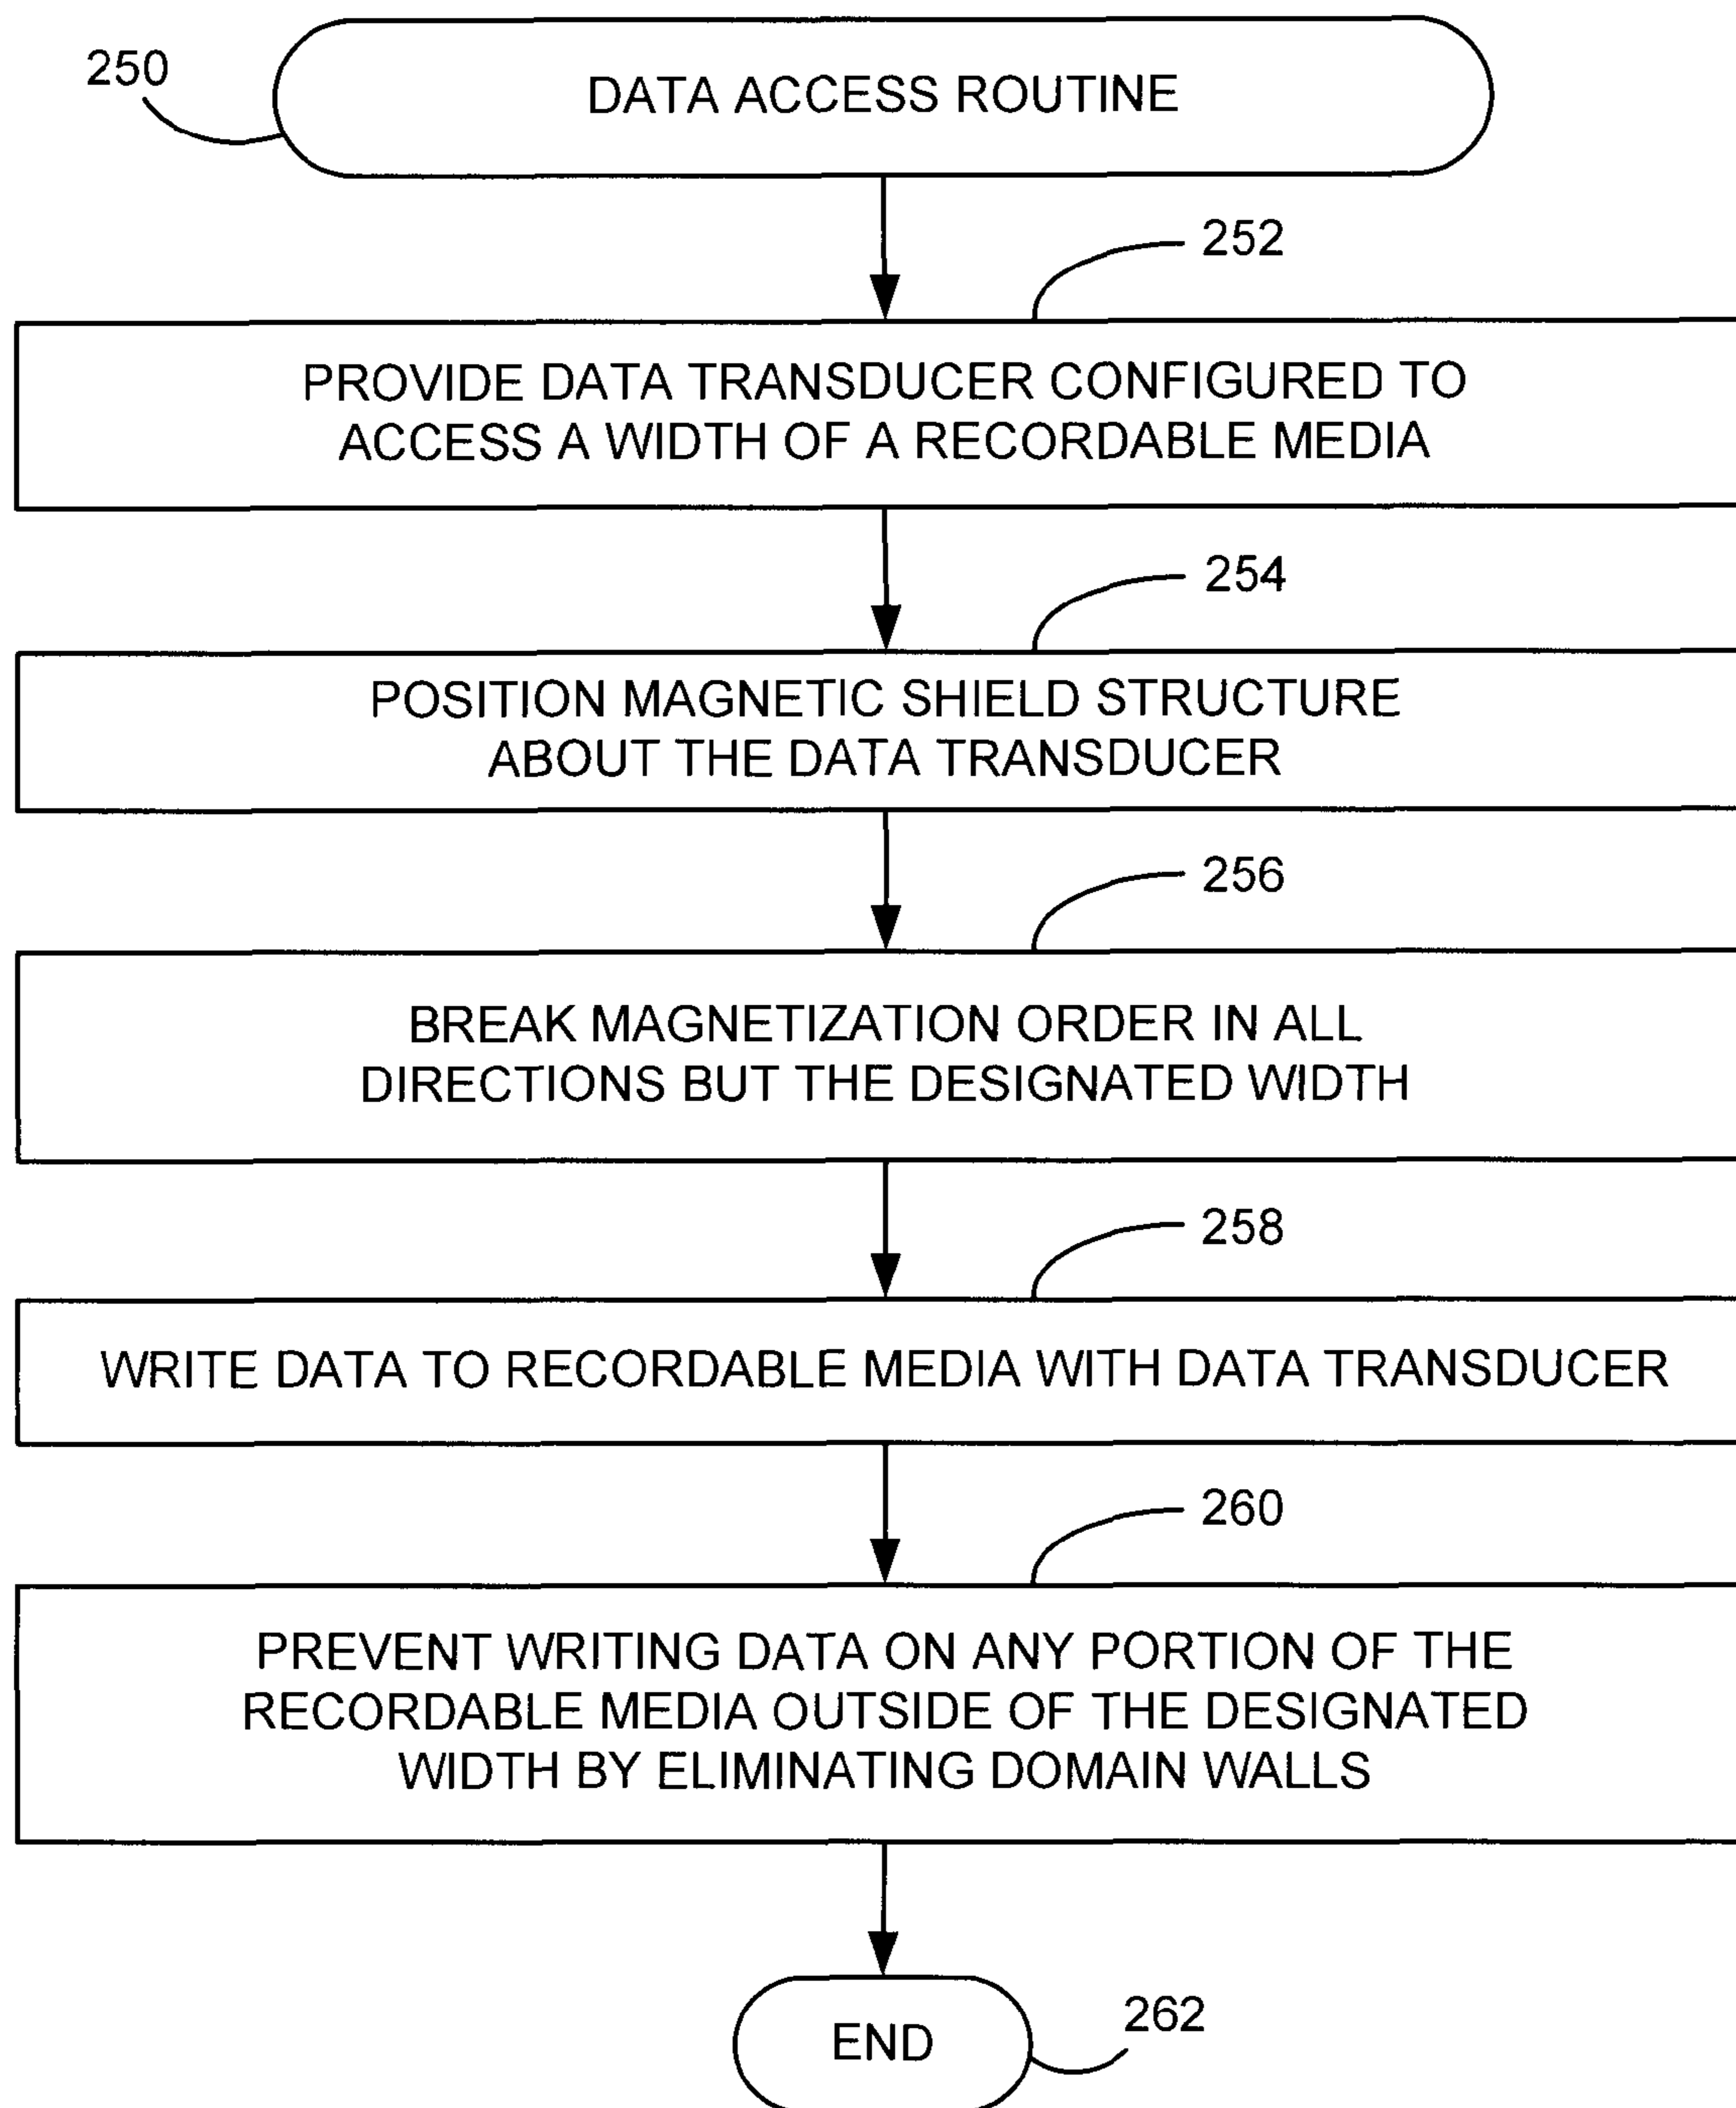 250
DATA ACCESS ROUTINE
252
PROVIDE DATA TRANSDUCER CONFIGURED TO
ACCESS A WIDTH OF A RECORDABLE MEDIA
254
POSITION MAGNETIC SHIELD STRUCTURE
ABOUT THE DATA TRANSDUCER
256
BREAK MAGNETIZATION ORDER IN ALL
DIRECTIONS BUT THE DESIGNATED WIDTH
258
WRITE DATA TO RECORDABLE MEDIA WITH DATA TRANSDUCER
260
PREVENT WRITING DATA ON ANY PORTION OF THE
RECORDABLE MEDIA OUTSIDE OF THE DESIGNATED
WIDTH BY ELIMINATING DOMAIN WALLS
262
END